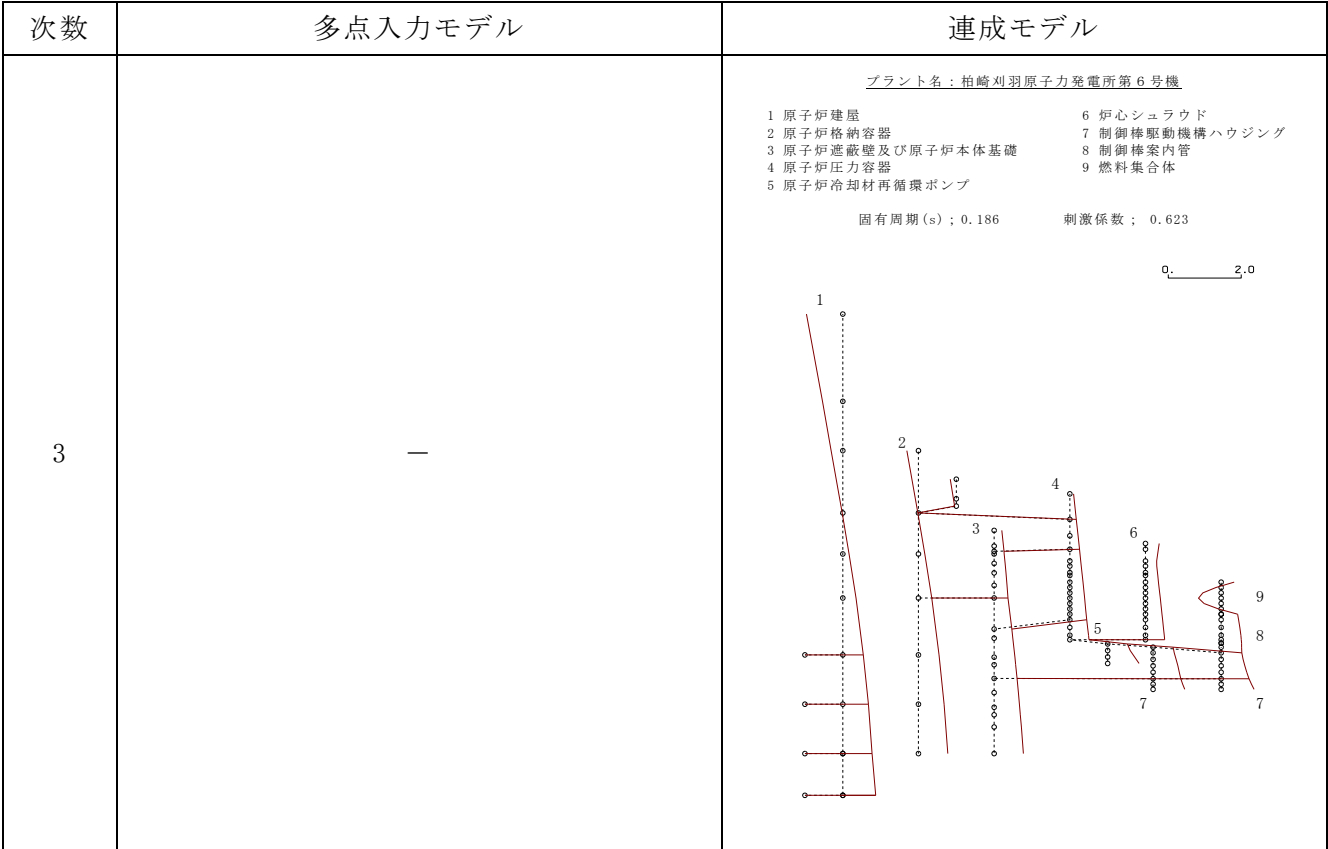 次数 多点入力モデル 連成モデル
プラント名：柏崎刈羽原子力発電所第６号機
1 原子炉建屋 6 炉心シュラウド
2 原子炉格納容器 7 制御棒駆動機構ハウジング
3 原子炉遮蔽壁及び原子炉本体基礎 8 制御棒案内管
4 原子炉圧力容器 9 燃料集合体
5 原子炉冷却材再循環ポンプ
固有周期(s)；0.186 刺激係数； 0.623
0. 2.0
1
2
3 －
4
3
6
9
5
8
7 7